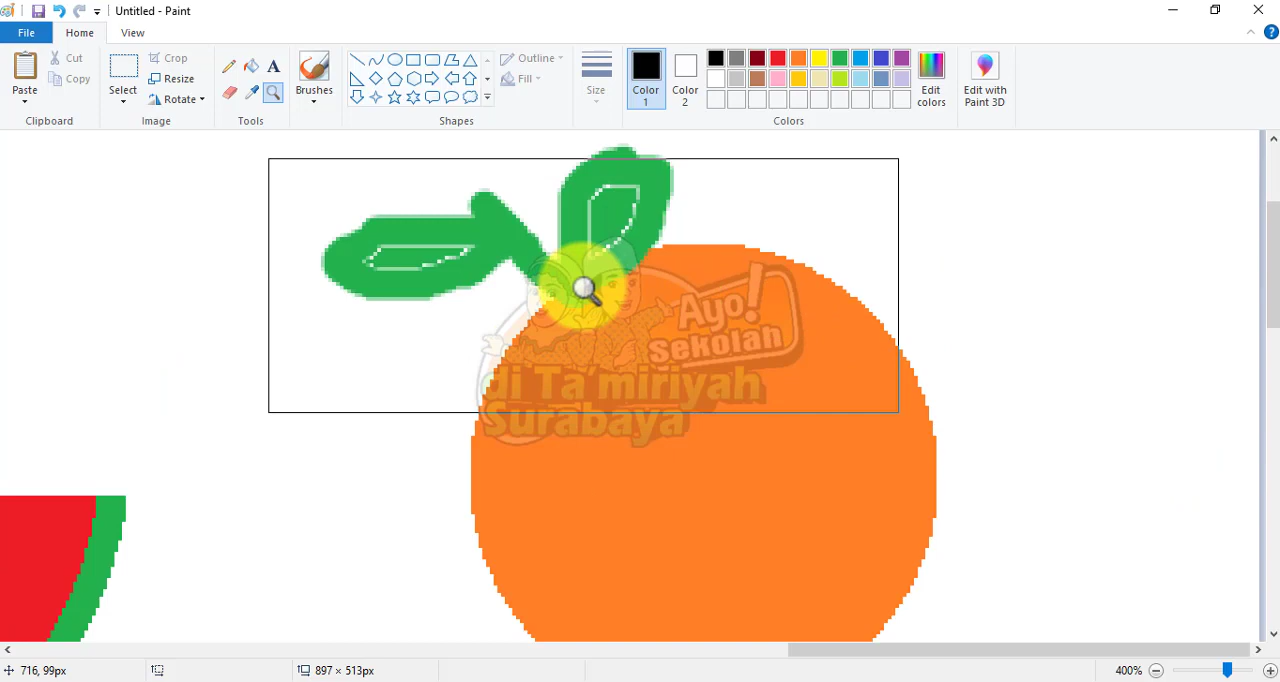 Untitled - Paint
File
Home
View
Paste
Cut
Copy
Clipboard
Select
Crop
Resize
Rotate
Image
A
Tools
Brushes
Outline
Fill
Shapes
Size
Color 1
Color 2
Edit colors
Colors
Edit with Paint 3D
Ayo!
Sekolah
di Ta'miriyah
Surabaya
716, 99px
897 × 513px
400%